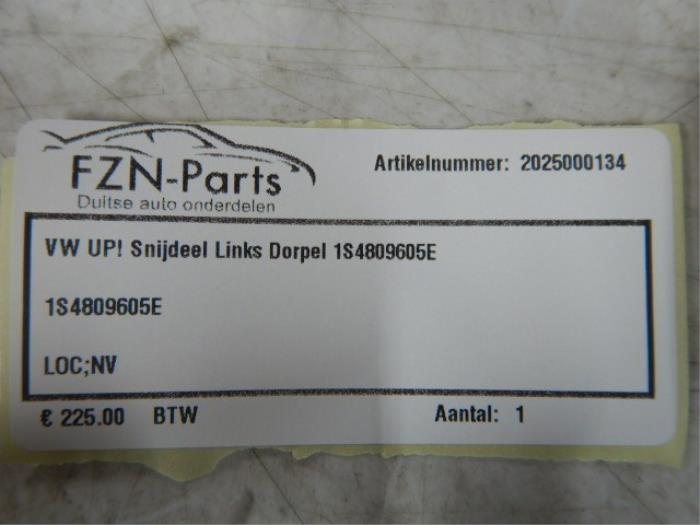 FZN-Parts
Duitse auto onderdelen
Artikelnummer: 2025000134
VW UP! Snijdeel Links Dorpel 1S4809605E
1S4809605E
LOC;NV
€ 225.00 BTW Aantal: 1